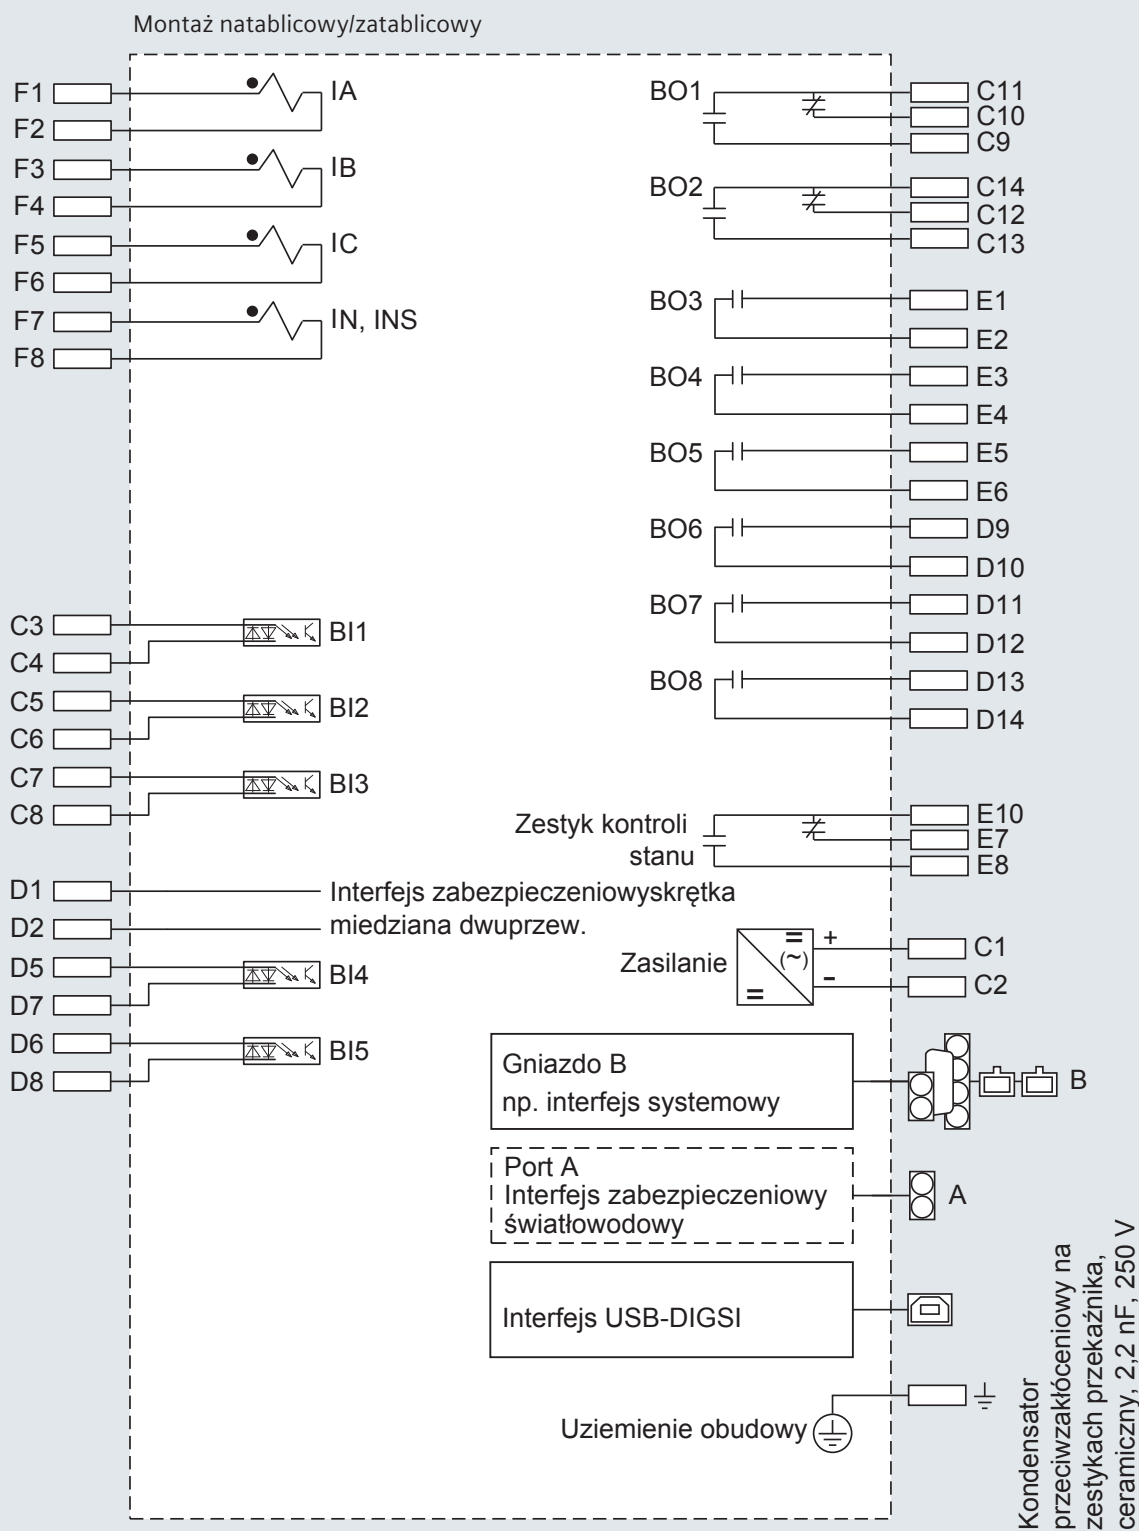 Montaż natablicowy/zatablicowy
F1
IA
F2
F3
IB
F4
F5
IC
F6
F7
IN, INS
F8
C3
BI1
C4
C5
BI2
C6
C7
BI3
C8
D1
Interfejs zabezpieczeniowyskrętka
D2
miedziana dwuprzew.
D5
BI4
D7
D6
BI5
D8
BO1
C11
C10
C9
BO2
C14
C12
C13
BO3
E1
E2
BO4
E3
E4
BO5
E5
E6
BO6
D9
D10
BO7
D11
D12
BO8
D13
D14
Zestyk kontroli
stanu
E10
E7
E8
Zasilanie
=
(~)
=
+
-
C1
C2
Gniazdo B
np. interfejs systemowy
B
Port A
Interfejs zabezpieczeniowy
światłowodowy
A
Interfejs USB-DIGSI
Uziemienie obudowy
Kondensator
przeciwzakłóceniowy na
zestykach przekaźnika,
ceramiczny, 2,2 nF, 250 V